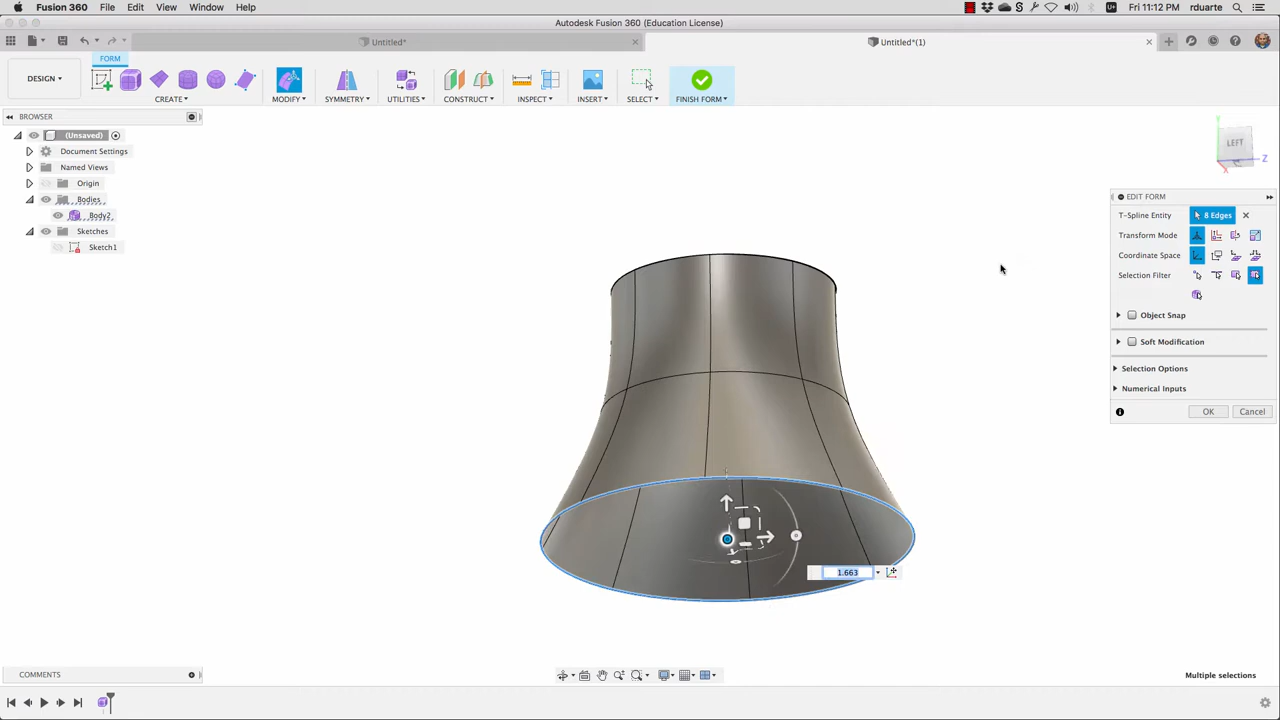 Fusion 360 File Edit View Window Help Fri 11:12 PM rduarte
Autodesk Fusion 360 (Education License)
Untitled* Untitled*(1)
FORM
DESIGN
CREATE MODIFY SYMMETRY UTILITIES CONSTRUCT INSPECT INSERT SELECT FINISH FORM
BROWSER
(Unsaved)
Document Settings
Named Views
Origin
Bodies
Body2
Sketches
Sketch1
Y
LEFT
Z
X
EDIT FORM
T-Spline Entity 8 Edges
Transform Mode
Coordinate Space
Selection Filter
Object Snap
Soft Modification
Selection Options
Numerical Inputs
OK Cancel
1.663
COMMENTS
Multiple selections